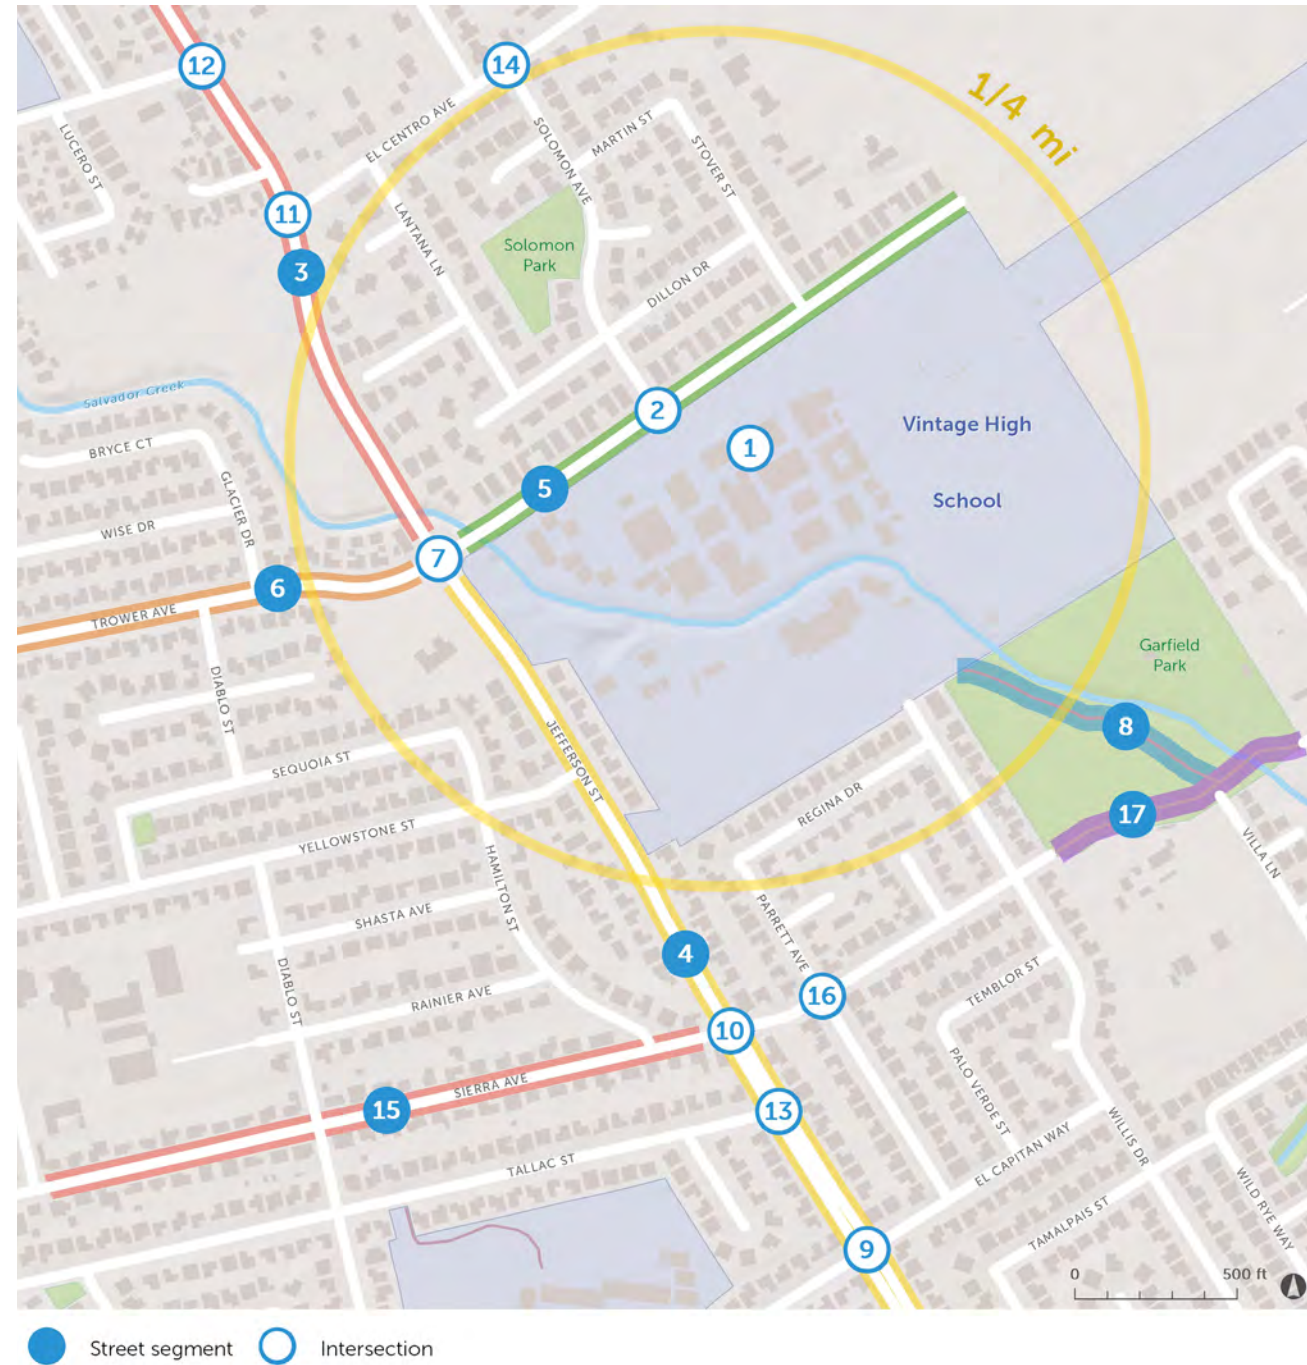 12
14
1/4 mi
EL CENTRO AVE
LUCERO ST
SOLOMON AVE
MARTIN ST
STOVER ST
11
LANTANA LN
3
Solomon
Park
DILLON DR
Salvador Creek
2
Vintage High
School
1
BRYCE CT
GLACIER DR
5
WISE DR
7
6
TROWER AVE
DIABLO ST
Garfield
Park
JEFFERSON ST
8
SEQUOIA ST
REGINA DR
17
YELLOWSTONE ST
VILLA LN
HAMILTON ST
SHASTA AVE
PARRETT AVE
4
DIABLO ST
RAINIER AVE
16
TEMBLOR ST
10
SIERRA AVE
15
13
PALO VERDE ST
WILLIS DR
TALLAC ST
EL CAPITAN WAY
WILD RYE WAY
TAMALPAIS ST
9
0 500 ft
Street segment Intersection